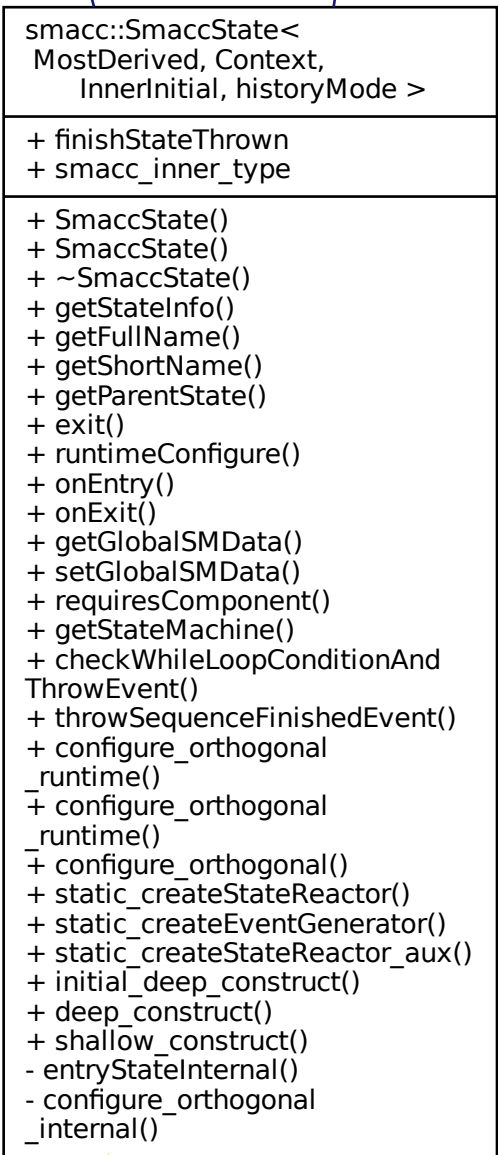 smacc::SmaccState<
MostDerived, Context,
InnerInitial, historyMode >
+ finishStateThrown
+ smacc_inner_type
+ SmaccState()
+ SmaccState()
+ ~SmaccState()
+ getStateInfo()
+ getFullName()
+ getShortName()
+ getParentState()
+ exit()
+ runtimeConfigure()
+ onEntry()
+ onExit()
+ getGlobalSMData()
+ setGlobalSMData()
+ requiresComponent()
+ getStateMachine()
+ checkWhileLoopConditionAnd
ThrowEvent()
+ throwSequenceFinishedEvent()
+ configure_orthogonal
_runtime()
+ configure_orthogonal
_runtime()
+ configure_orthogonal()
+ static_createStateReactor()
+ static_createEventGenerator()
+ static_createStateReactor_aux()
+ initial_deep_construct()
+ deep_construct()
+ shallow_construct()
- entryStateInternal()
- configure_orthogonal
_internal()